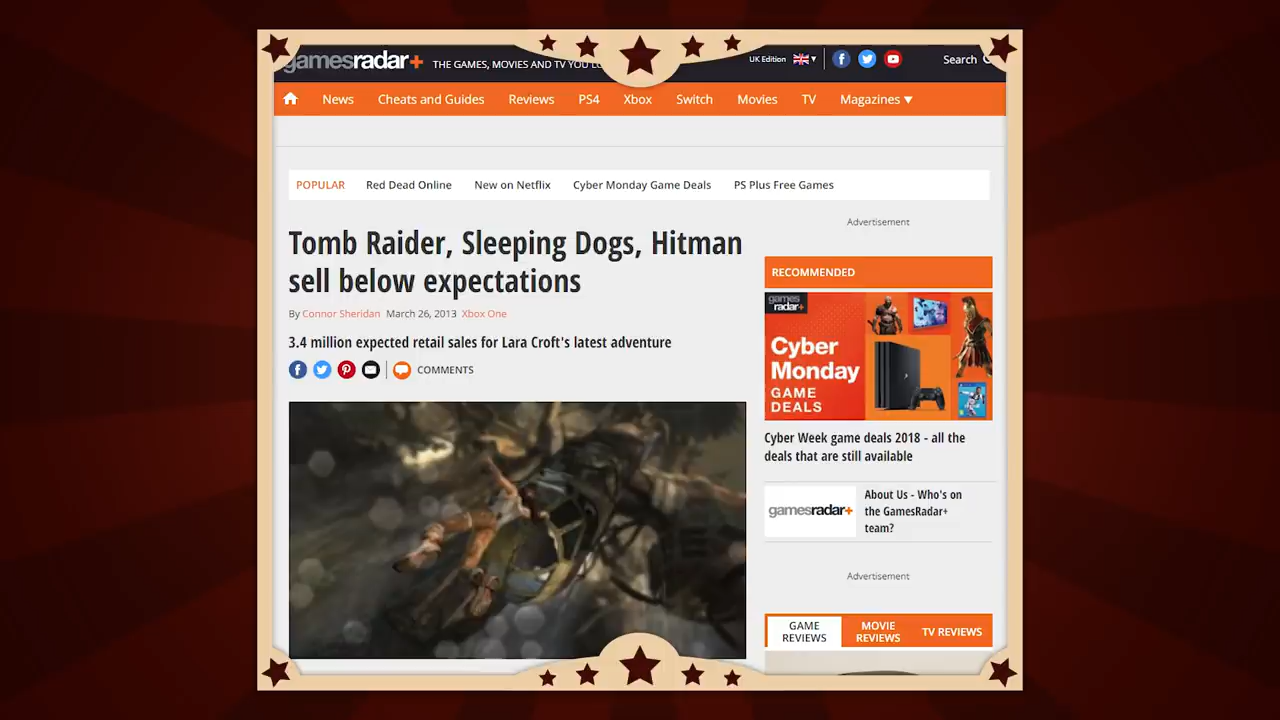 gamesradar+ THE GAMES, MOVIES AND TV YOU
UK Edition
Search
News Cheats and Guides Reviews PS4 Xbox Switch Movies TV Magazines ▼
POPULAR Red Dead Online New on Netflix Cyber Monday Game Deals PS Plus Free Games
Advertisement
Tomb Raider, Sleeping Dogs, Hitman
sell below expectations
By Connor Sheridan March 26, 2013 Xbox One
3.4 million expected retail sales for Lara Croft's latest adventure
COMMENTS
RECOMMENDED
games
radar+
Cyber
Monday
GAME
DEALS
Cyber Week game deals 2018 - all the
deals that are still available
gamesradar+
About Us - Who's on
the GamesRadar+
team?
Advertisement
GAME
REVIEWS
MOVIE
REVIEWS
TV REVIEWS